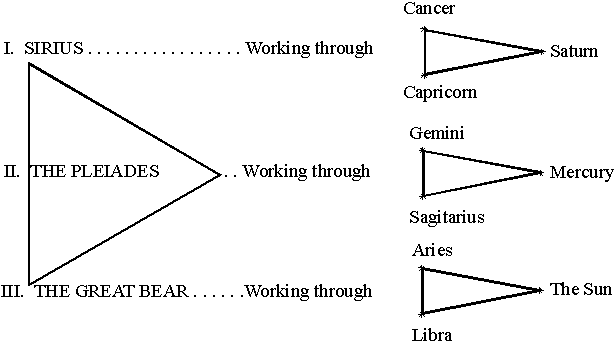 Cancer
I. SIRIUS . . . . . . . . . . . . . . . . . Working through
Saturn
Capricorn
Gemini
II. THE PLEIADES . . Working through
Mercury
Sagitarius
Aries
III. THE GREAT BEAR . . . . . .Working through
The Sun
Libra